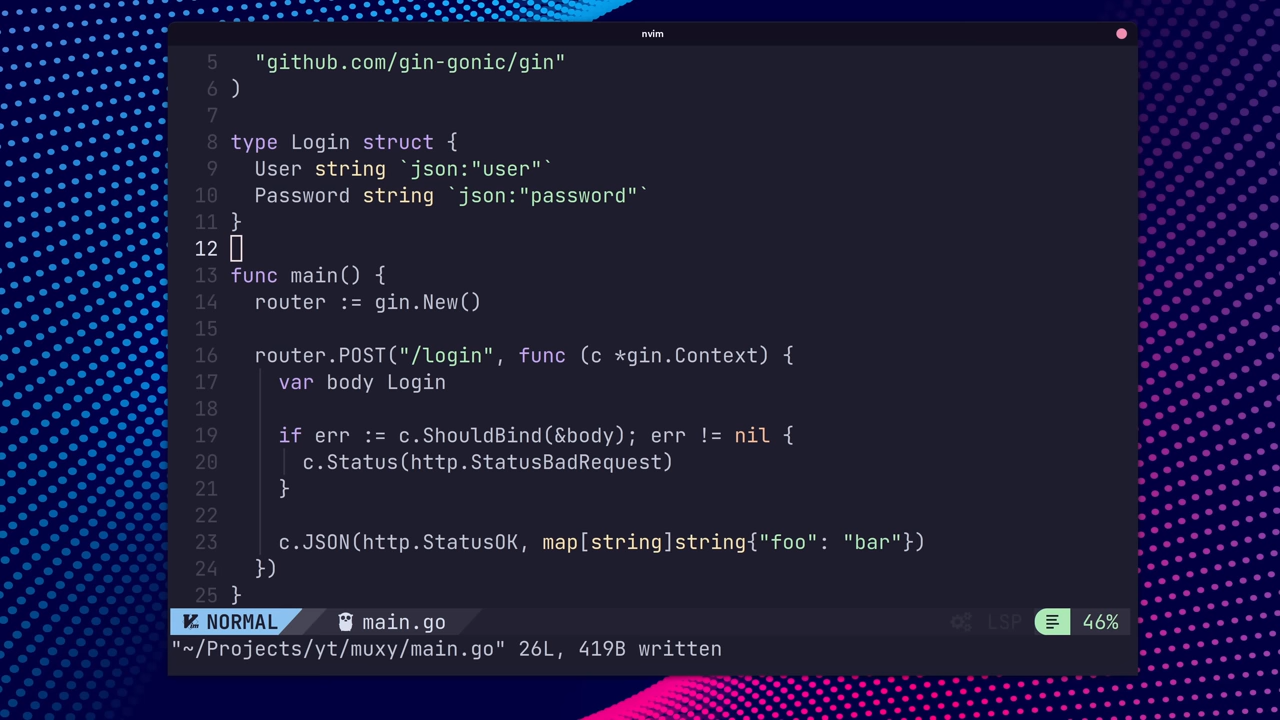 nvim
5 "github.com/gin-gonic/gin"
6 )
7
8 type Login struct {
9 User string `json:"user"`
10 Password string `json:"password"`
11 }
12
13 func main() {
14 router := gin.New()
15
16 router.POST("/login", func (c *gin.Context) {
17 var body Login
18
19 if err := c.ShouldBind(&body); err != nil {
20 c.Status(http.StatusBadRequest)
21 }
22
23 c.JSON(http.StatusOK, map[string]string{"foo": "bar"})
24 })
25 }
NORMAL main.go LSP 46%
"~/Projects/yt/muxy/main.go" 26L, 419B written